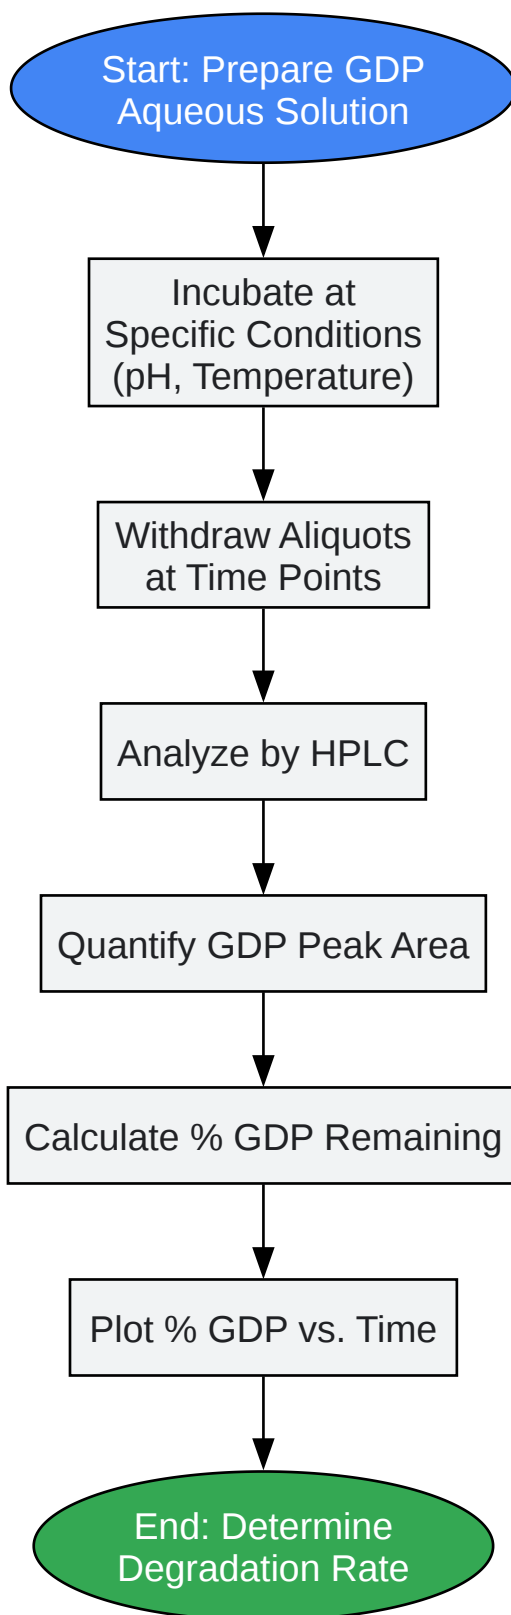 Start: Prepare GDP
Aqueous Solution
Incubate at
Specific Conditions
(pH, Temperature)
Withdraw Aliquots
at Time Points
Analyze by HPLC
Quantify GDP Peak Area
Calculate % GDP Remaining
Plot % GDP vs. Time
End: Determine
Degradation Rate